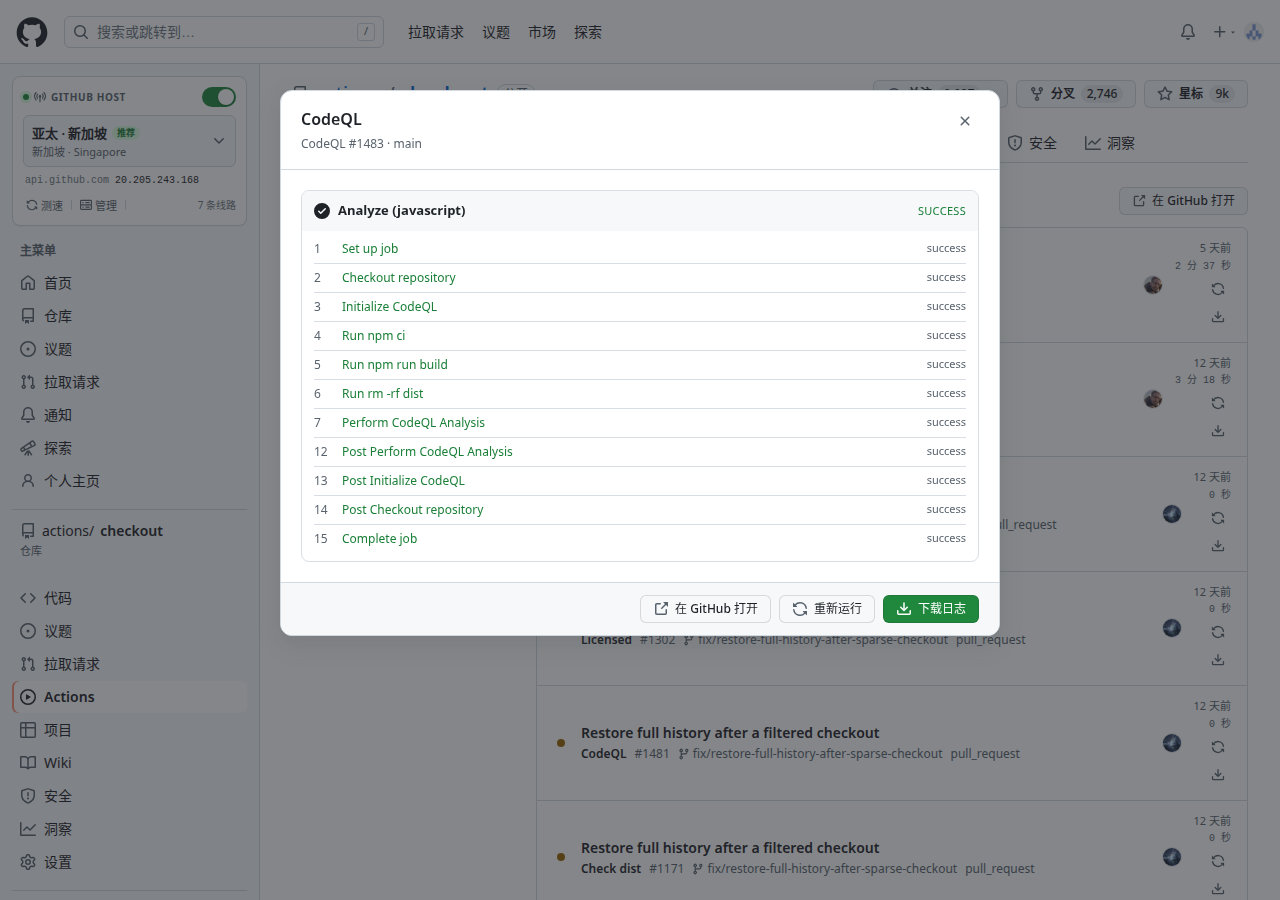 搜索或跳转到…
/
拉取请求
议题
市场
探索
GITHUB HOST
亚太 · 新加坡 推荐
新加坡 · Singapore
api.github.com 20.205.243.168
测速
管理
7 条线路
主菜单
首页
仓库
议题
拉取请求
通知
探索
个人主页
actions/ checkout
仓库
代码
议题
拉取请求
Actions
项目
Wiki
安全
洞察
设置
分叉 2,746
星标 9k
安全
洞察
在 GitHub 打开
CodeQL
CodeQL #1483 · main
Analyze (javascript)
SUCCESS
1 Set up job success
2 Checkout repository success
3 Initialize CodeQL success
4 Run npm ci success
5 Run npm run build success
6 Run rm -rf dist success
7 Perform CodeQL Analysis success
12 Post Perform CodeQL Analysis success
13 Post Initialize CodeQL success
14 Post Checkout repository success
15 Complete job success
在 GitHub 打开
重新运行
下载日志
5 天前
2 分 37 秒
12 天前
3 分 18 秒
12 天前
0 秒
12 天前
0 秒
Licensed #1302 fix/restore-full-history-after-sparse-checkout pull_request
12 天前
0 秒
Restore full history after a filtered checkout
CodeQL #1481 fix/restore-full-history-after-sparse-checkout pull_request
12 天前
0 秒
Restore full history after a filtered checkout
Check dist #1171 fix/restore-full-history-after-sparse-checkout pull_request